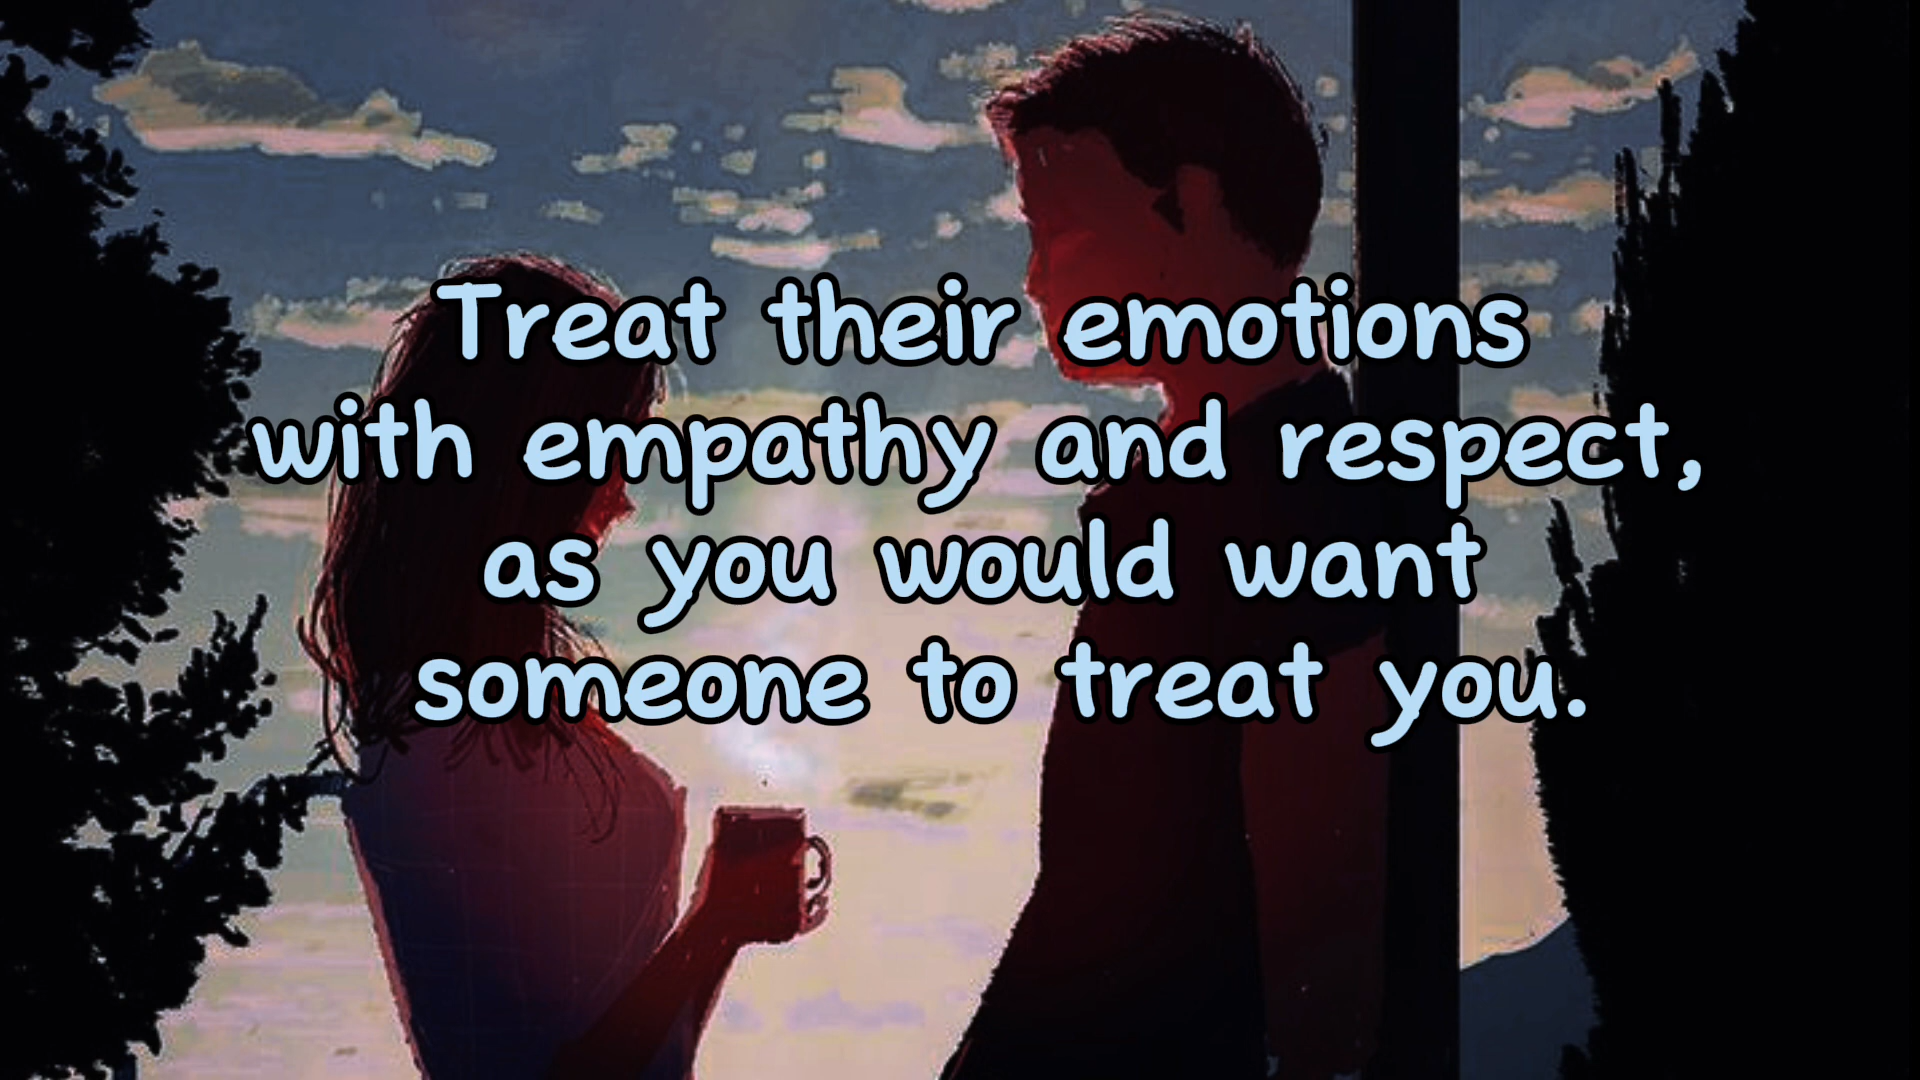 Treat their emotions
with empathy and respect,
as you would want
someone to treat you.